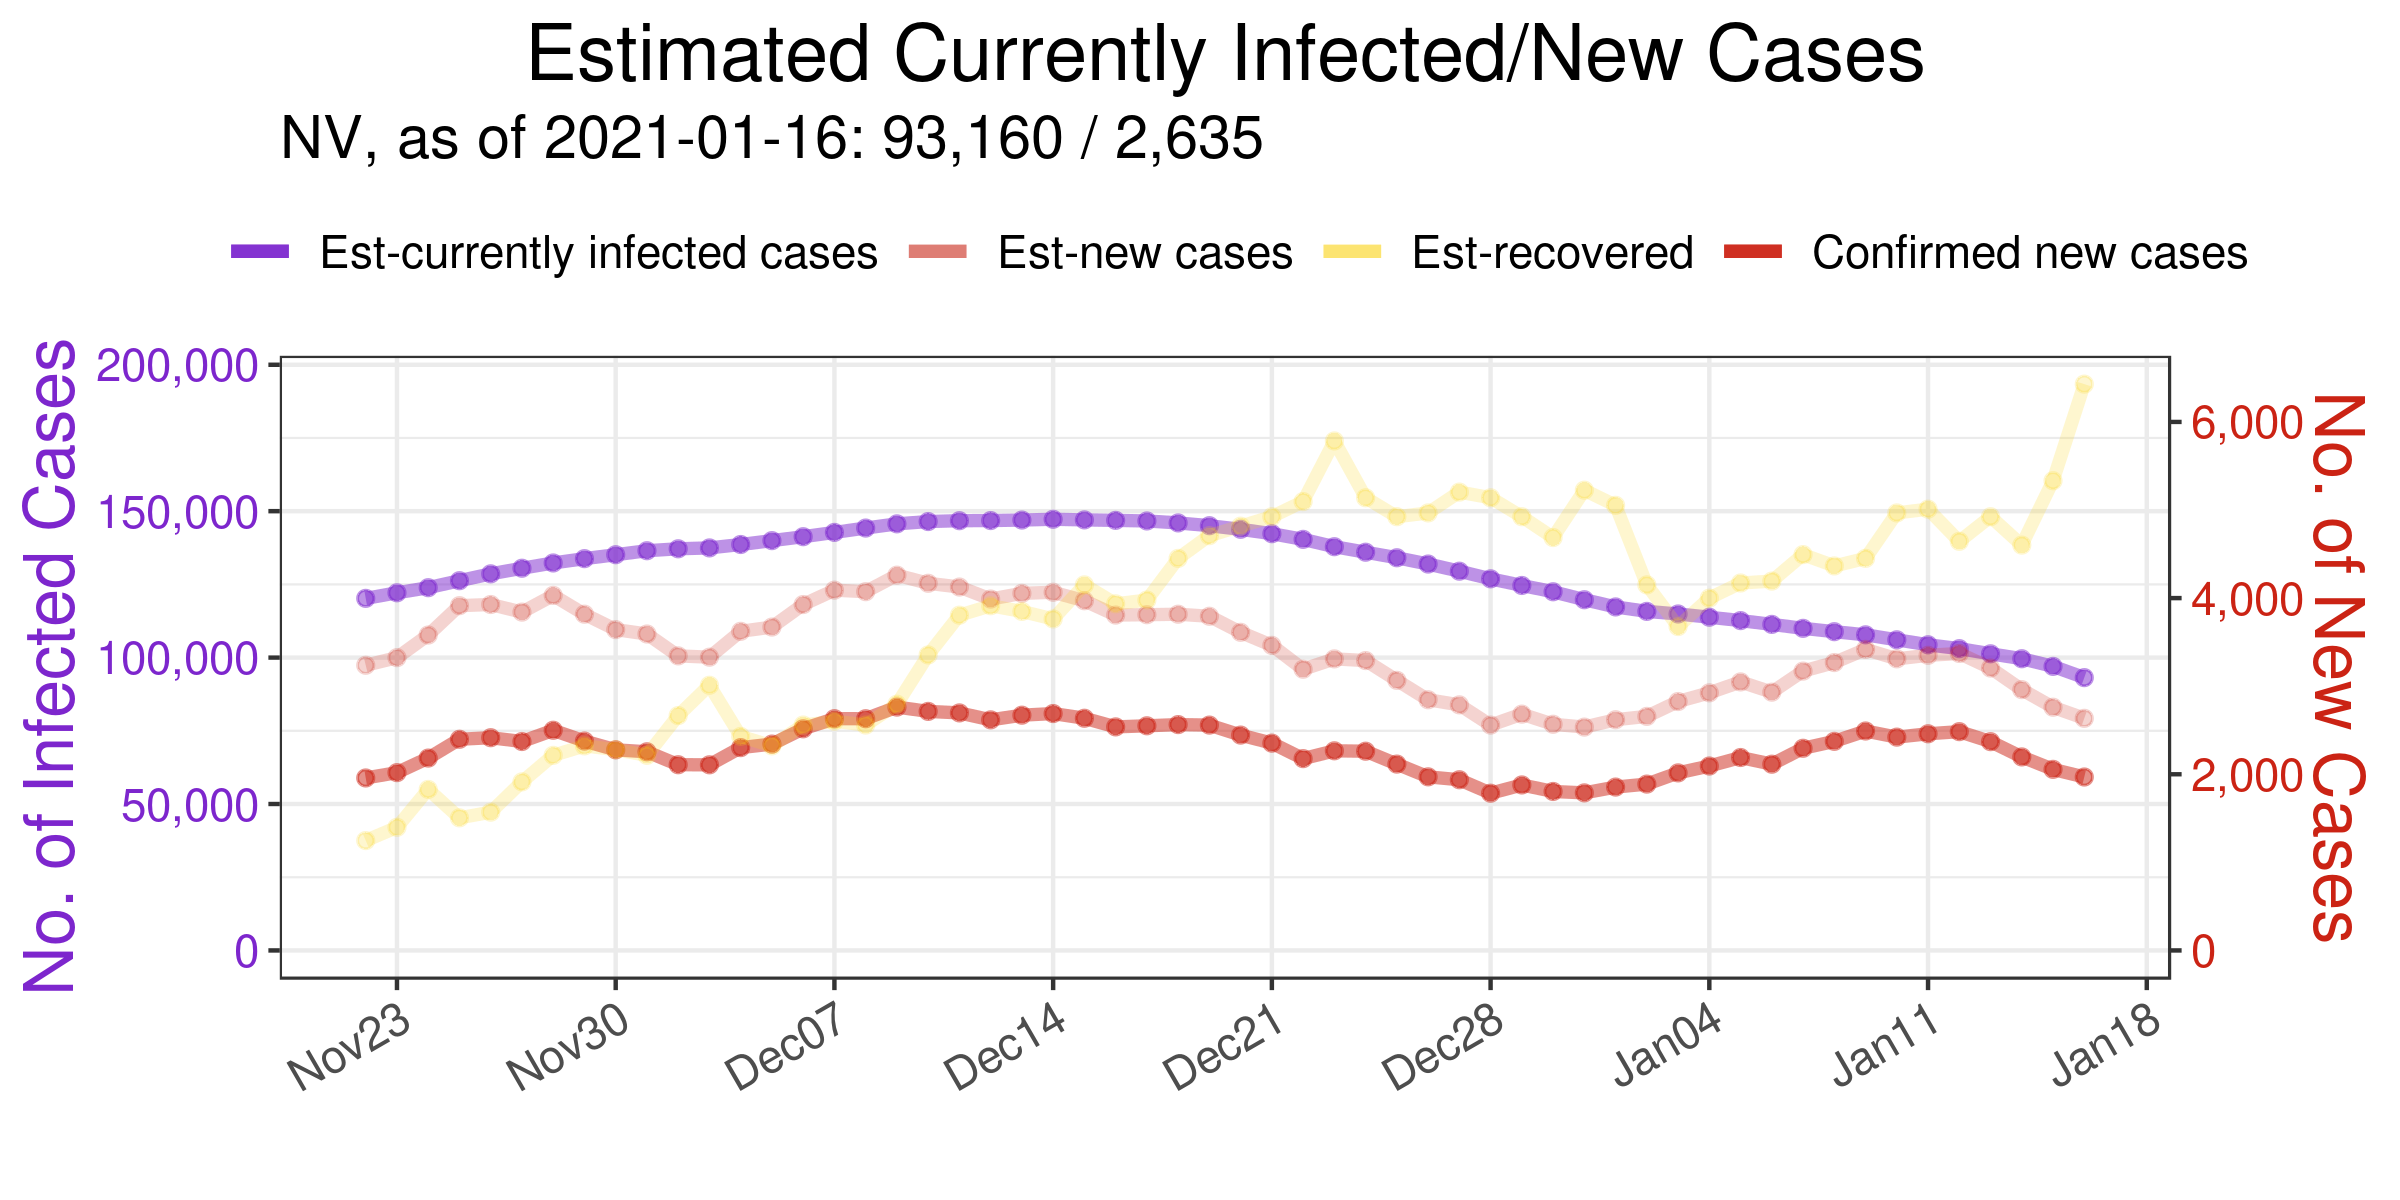 Estimated Currently Infected/New Cases
NV, as of 2021-01-16: 93,160 / 2,635
Est-currently infected cases Est-new cases Est-recovered Confirmed new cases
No. of Infected Cases
200,000
150,000
100,000
50,000
0
6,000
4,000
2,000
0
No. of New Cases
Nov23 Nov30 Dec07 Dec14 Dec21 Dec28 Jan04 Jan11 Jan18